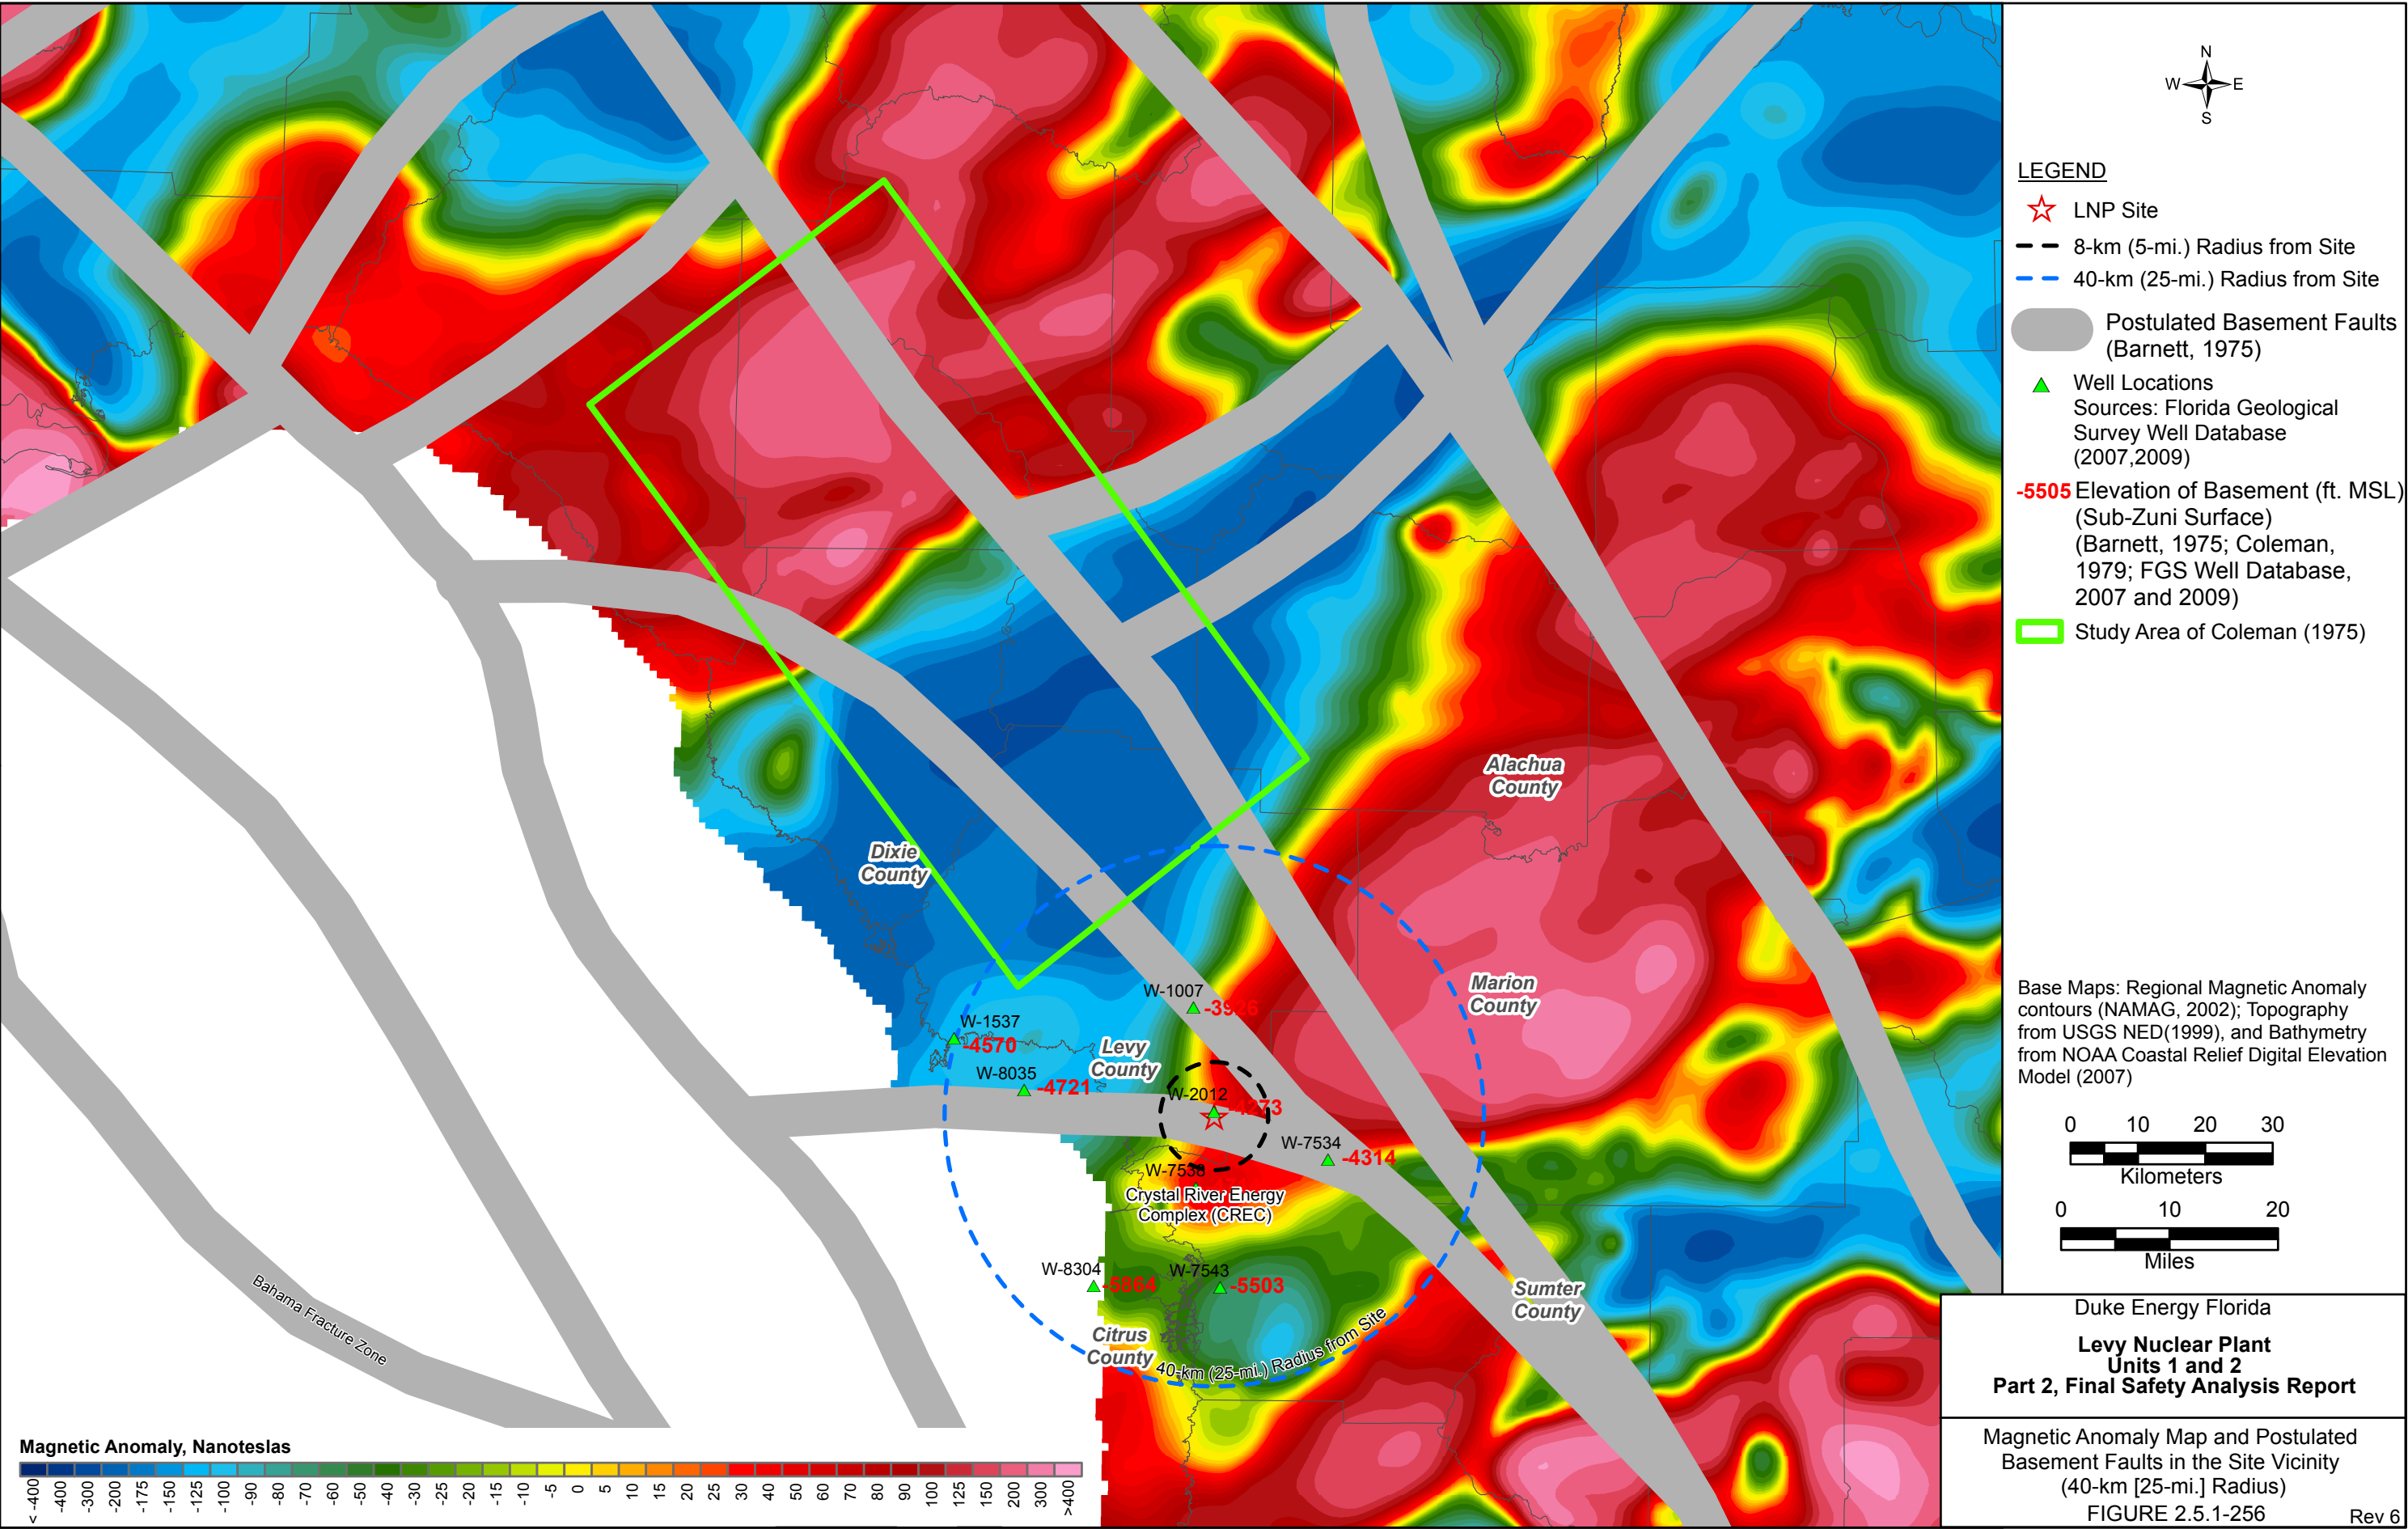 N
W E
S
LEGEND
LNP Site
8-km (5-mi.) Radius from Site
40-km (25-mi.) Radius from Site
Postulated Basement Faults
(Barnett, 1975)
Well Locations
Sources: Florida Geological
Survey Well Database
(2007,2009)
-5505 Elevation of Basement (ft. MSL)
(Sub-Zuni Surface)
(Barnett, 1975; Coleman,
1979; FGS Well Database,
2007 and 2009)
Study Area of Coleman (1975)
Alachua
County
Dixie
County
Marion
County
W-1007
-3926
W-1537
-4570
Levy
County
W-8035
-4721
W-2012
-4273
W-7534
-4314
W-7538
Crystal River Energy
Complex (CREC)
W-8304
-5864
W-7543
-5503
Sumter
County
Citrus
County
40-km (25-mi.) Radius from Site
Bahama Fracture Zone
Base Maps: Regional Magnetic Anomaly
contours (NAMAG, 2002); Topography
from USGS NED(1999), and Bathymetry
from NOAA Coastal Relief Digital Elevation
Model (2007)
0 10 20 30
Kilometers
0 10 20
Miles
Magnetic Anomaly, Nanoteslas
< -400 -400 -300 -200 -175 -150 -125 -100 -90 -80 -70 -60 -50 -40 -30 -25 -20 -15 -10 -5 0 5 10 15 20 25 30 40 50 60 70 80 90 100 125 150 200 300 >400
Duke Energy Florida
Levy Nuclear Plant
Units 1 and 2
Part 2, Final Safety Analysis Report
Magnetic Anomaly Map and Postulated
Basement Faults in the Site Vicinity
(40-km [25-mi.] Radius)
FIGURE 2.5.1-256
Rev 6